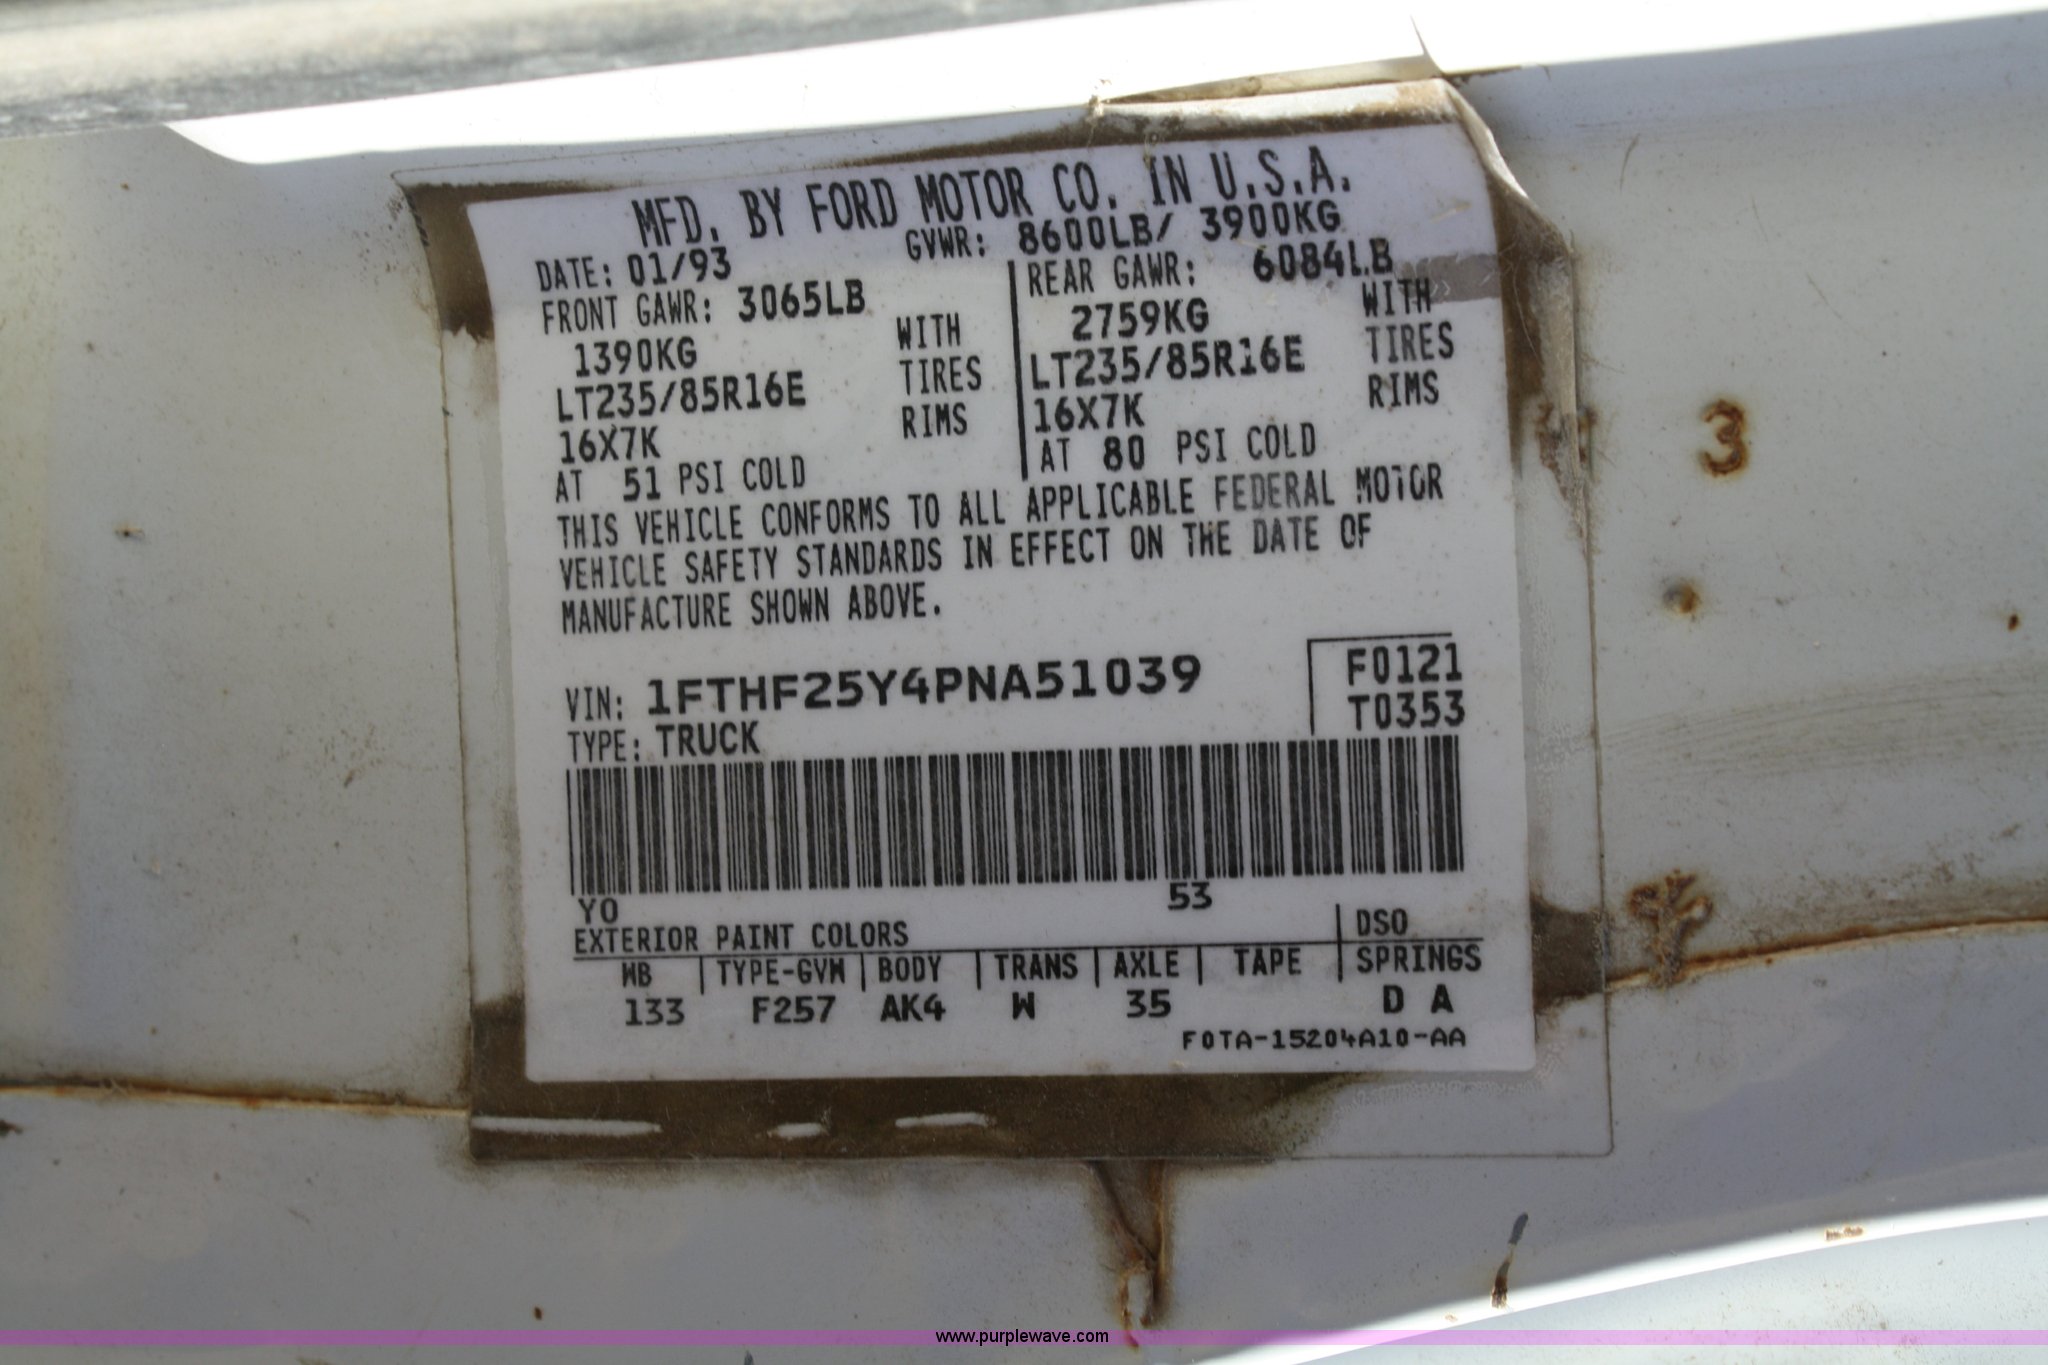 MFD. BY FORD MOTOR CO. IN U.S.A.
DATE: 01/93 GVWR: 8600LB/ 3900KG
FRONT GAWR: 3065LB REAR GAWR: 6084LB
1390KG WITH 2759KG WITH
LT235/85R16E TIRES LT235/85R16E TIRES
16X7K RIMS 16X7K RIMS
AT 51 PSI COLD AT 80 PSI COLD
THIS VEHICLE CONFORMS TO ALL APPLICABLE FEDERAL MOTOR
VEHICLE SAFETY STANDARDS IN EFFECT ON THE DATE OF
MANUFACTURE SHOWN ABOVE.
VIN: 1FTHF25Y4PNA51039 F0121
TYPE: TRUCK T0353
YO 53
EXTERIOR PAINT COLORS DSO
WB TYPE-GVW BODY TRANS AXLE TAPE SPRINGS
133 F257 AK4 W 35 D A
F0TA-15204A10-AA
3
www.purplewave.com